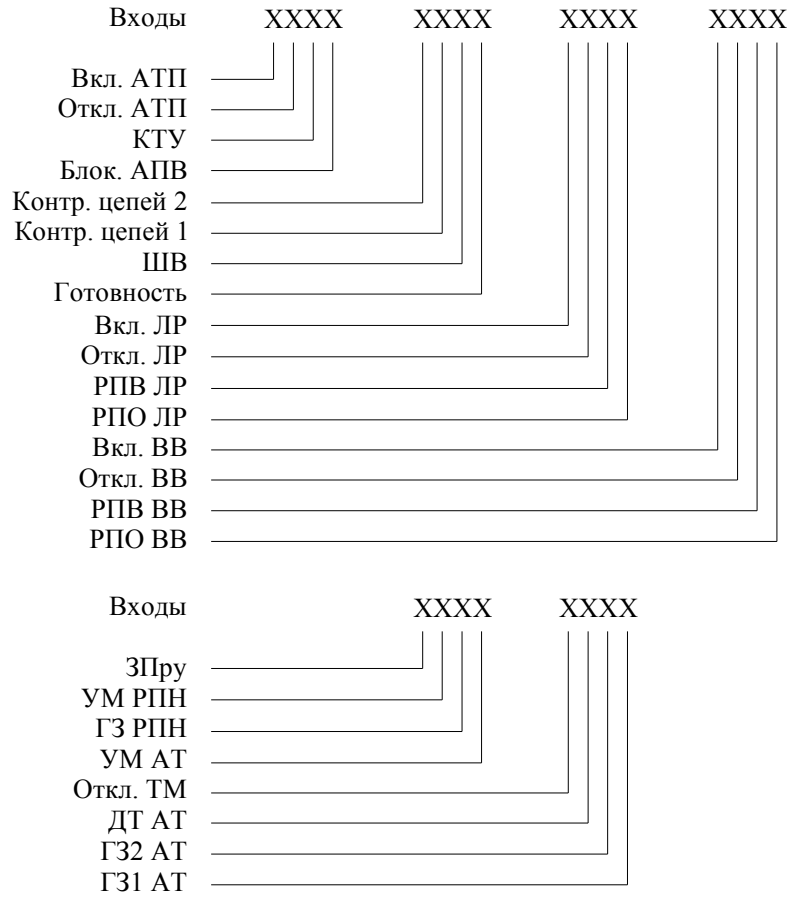 Входы XXXX XXXX XXXX XXXX
Вкл. АТП
Откл. АТП
КТУ
Блок. АПВ
Контр. цепей 2
Контр. цепей 1
ШВ
Готовность
Вкл. ЛР
Откл. ЛР
РПВ ЛР
РПО ЛР
Вкл. ВВ
Откл. ВВ
РПВ ВВ
РПО ВВ
Входы XXXX XXXX
ЗПру
УМ РПН
ГЗ РПН
УМ АТ
Откл. ТМ
ДТ АТ
ГЗ2 АТ
ГЗ1 АТ